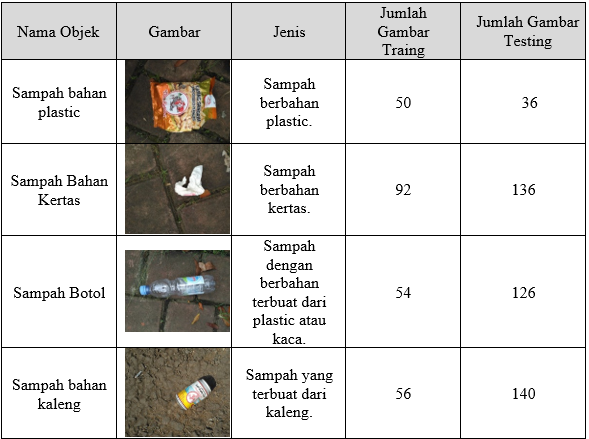 Nama Objek
Gambar
Jenis
Jumlah
Gambar
Traing
Jumlah Gambar
Testing
Sampah bahan
plastic
Sampah
berbahan
plastic.
50
36
Sampah Bahan
Kertas
Sampah
berbahan
kertas.
92
136
Sampah Botol
Sampah
dengan
berbahan
terbuat dari
plastic atau
kaca.
54
126
Sampah bahan
kaleng
Sampah yang
terbuat dari
kaleng.
56
140